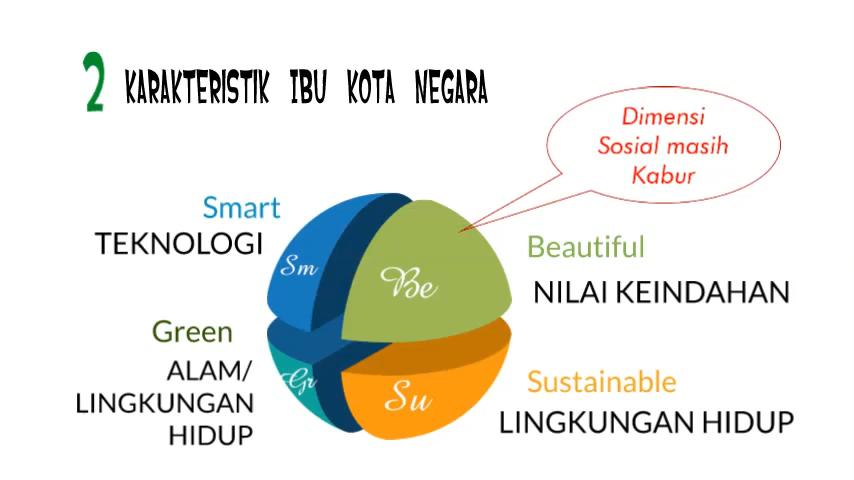 2 KARAKTERISTIK IBU KOTA NEGARA
Dimensi
Sosial masih
Kabur
Smart
TEKNOLOGI
Sm
Be
Beautiful
NILAI KEINDAHAN
Green
ALAM/
LINGKUNGAN
HIDUP
Gr
Su
Sustainable
LINGKUNGAN HIDUP